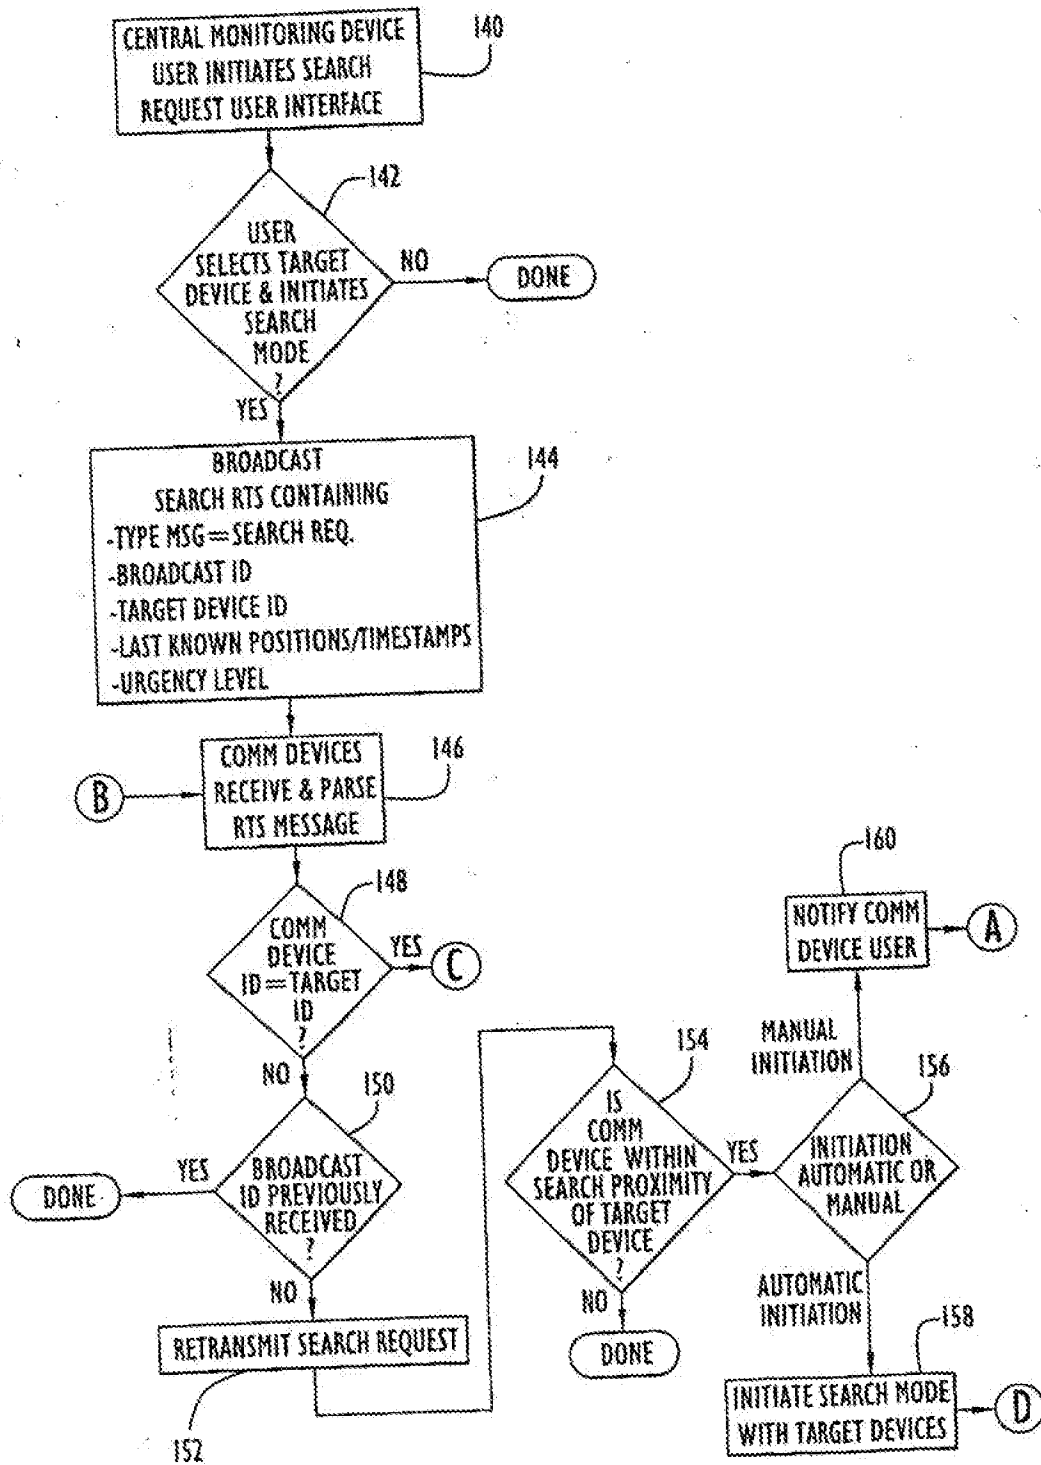 CENTRAL MONITORING DEVICE
USER INITIATES SEARCH
REQUEST USER INTERFACE
140
142
USER
SELECTS TARGET
DEVICE & INITIATES
SEARCH
MODE
?
NO
DONE
YES
BROADCAST
SEARCH RTS CONTAINING
-TYPE MSG=SEARCH REQ.
-BROADCAST ID
-TARGET DEVICE ID
-LAST KNOWN POSITIONS/TIMESTAMPS
-URGENCY LEVEL
144
B
COMM DEVICES
RECEIVE & PARSE
RTS MESSAGE
146
148
COMM
DEVICE
ID=TARGET
ID
?
YES
C
NO
150
BROADCAST
ID PREVIOUSLY
RECEIVED
?
YES
DONE
NO
RETRANSMIT SEARCH REQUEST
152
154
IS
COMM
DEVICE WITHIN
SEARCH PROXIMITY
OF TARGET
DEVICE
?
NO
DONE
YES
156
INITIATION
AUTOMATIC OR
MANUAL
MANUAL
INITIATION
160
NOTIFY COMM
DEVICE USER
A
AUTOMATIC
INITIATION
158
INITIATE SEARCH MODE
WITH TARGET DEVICES
D